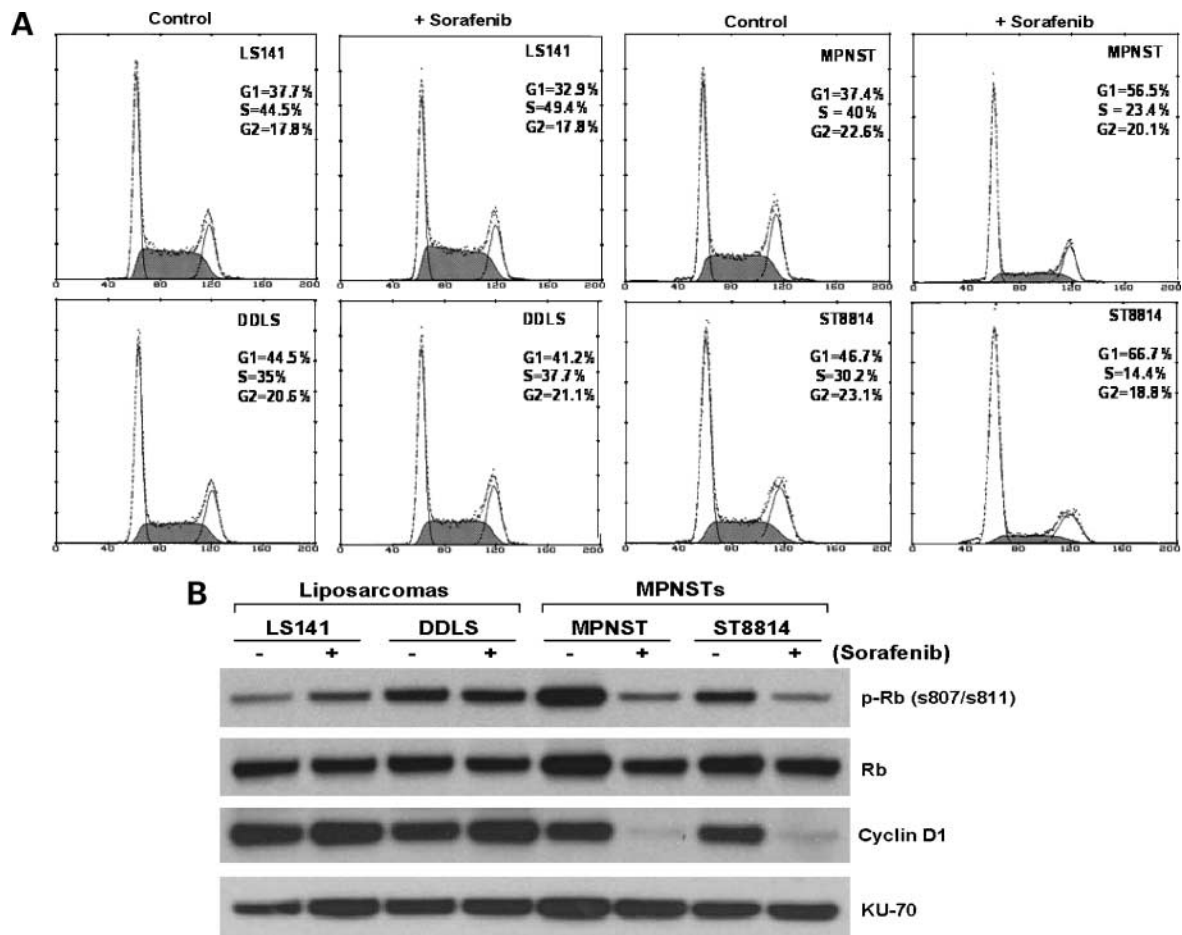 A
Control
+ Sorafenib
Control
+ Sorafenib
LS141
G1=37.7%
S=44.5%
G2=17.8%
LS141
G1=32.9%
S=49.4%
G2=17.8%
MPNST
G1=37.4%
S = 40%
G2=22.6%
MPNST
G1=56.5%
S = 23.4%
G2=20.1%
0 40 80 120 160 200
0 40 80 120 160 200
0 40 80 120 160 200
0 40 80 120 160 200
DDLS
G1=44.5%
S=35%
G2=20.6%
DDLS
G1=41.2%
S=37.7%
G2=21.1%
ST8814
G1=46.7%
S=30.2%
G2=23.1%
ST8814
G1=66.7%
S=14.4%
G2=18.8%
0 40 80 120 160 200
0 40 80 120 160 200
0 40 80 120 160 200
0 40 80 120 160 200
B
Liposarcomas MPNSTs
LS141 DDLS MPNST ST8814
- + - + - + - + (Sorafenib)
p-Rb (s807/s811)
Rb
Cyclin D1
KU-70